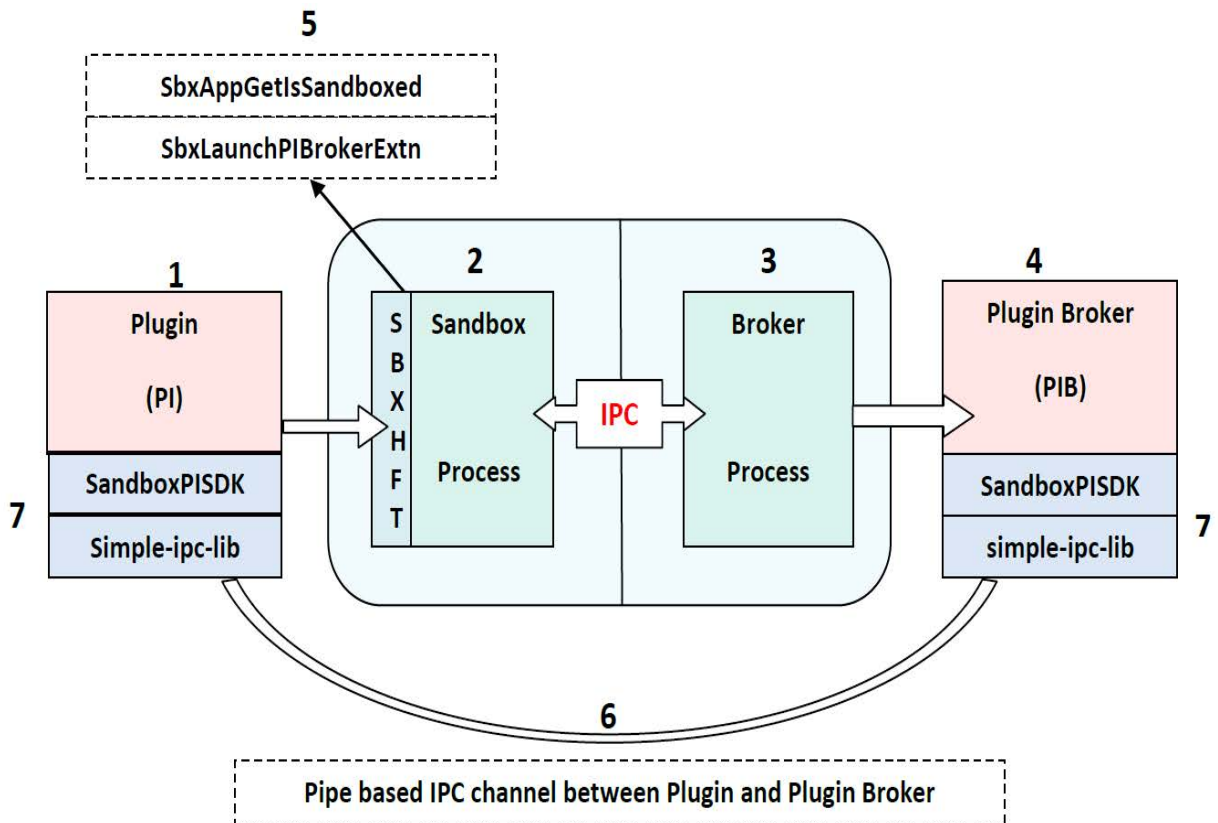 5
SbxAppGetIsSandboxed
SbxLaunchPIBrokerExtn
1
2
3
4
Plugin
(PI)
SandboxPISDK
Simple-ipc-lib
7
S
B
X
H
F
T
Sandbox
Process
IPC
Broker
Process
Plugin Broker
(PIB)
SandboxPISDK
simple-ipc-lib
7
6
Pipe based IPC channel between Plugin and Plugin Broker